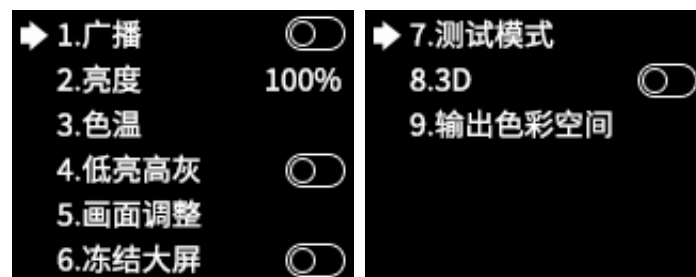 1.广播
2.亮度 100%
3.色温
4.低亮高灰
5.画面调整
6.冻结大屏
7.测试模式
8.3D
9.输出色彩空间